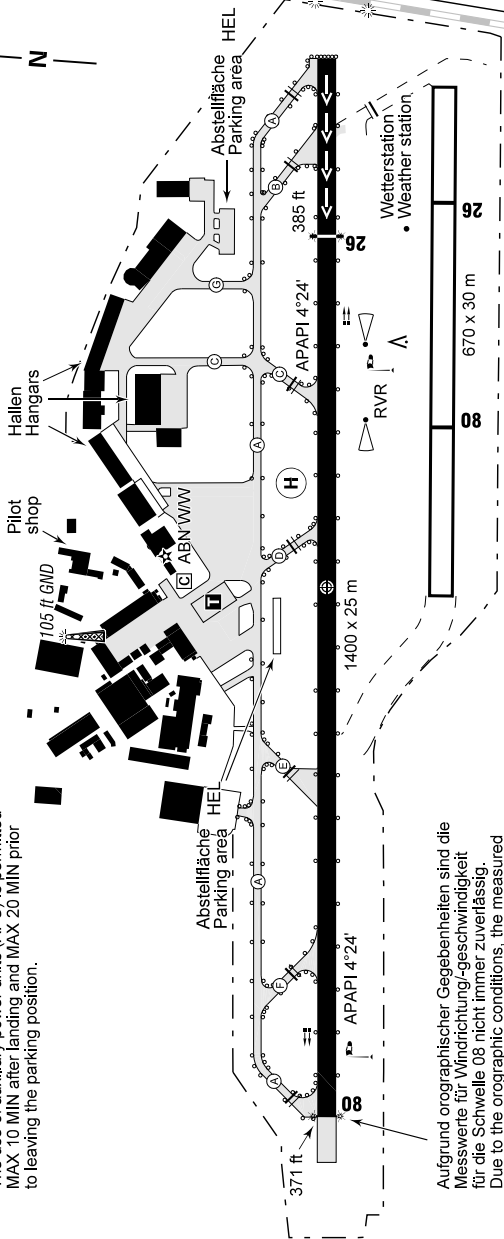 MAX 10 MIN after landing and MAX 20 MIN prior
to leaving the parking position.
105 ft GND
Pilot
shop
Hallen
Hangars
N
C
ABN W/W
T
Abstellfläche
Parking area
HEL
Abstellfläche
Parking area
HEL
A
F
A
E
D
H
A
C
C
G
B
A
371 ft
08
APAPI 4°24'
1400 x 25 m
APAPI 4°24'
385 ft
26
RVR
Wetterstation
Weather station
08
670 x 30 m
26
Aufgrund orographischer Gegebenheiten sind die
Messwerte für Windrichtung/-geschwindigkeit
für die Schwelle 08 nicht immer zuverlässig.
Due to the orographic conditions, the measured